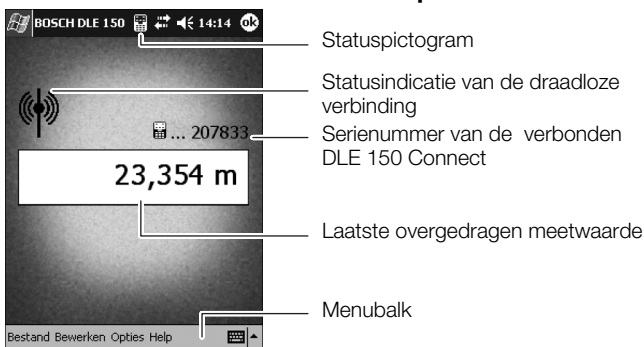 BOSCH DLE 150 14:14 ok
Statuspictogram
Statusindicatie van de draadloze
verbinding
... 207833
Serienummer van de verbonden
DLE 150 Connect
23,354 m
Laatste overgedragen meetwaarde
Menubalk
Bestand Bewerken Opties Help